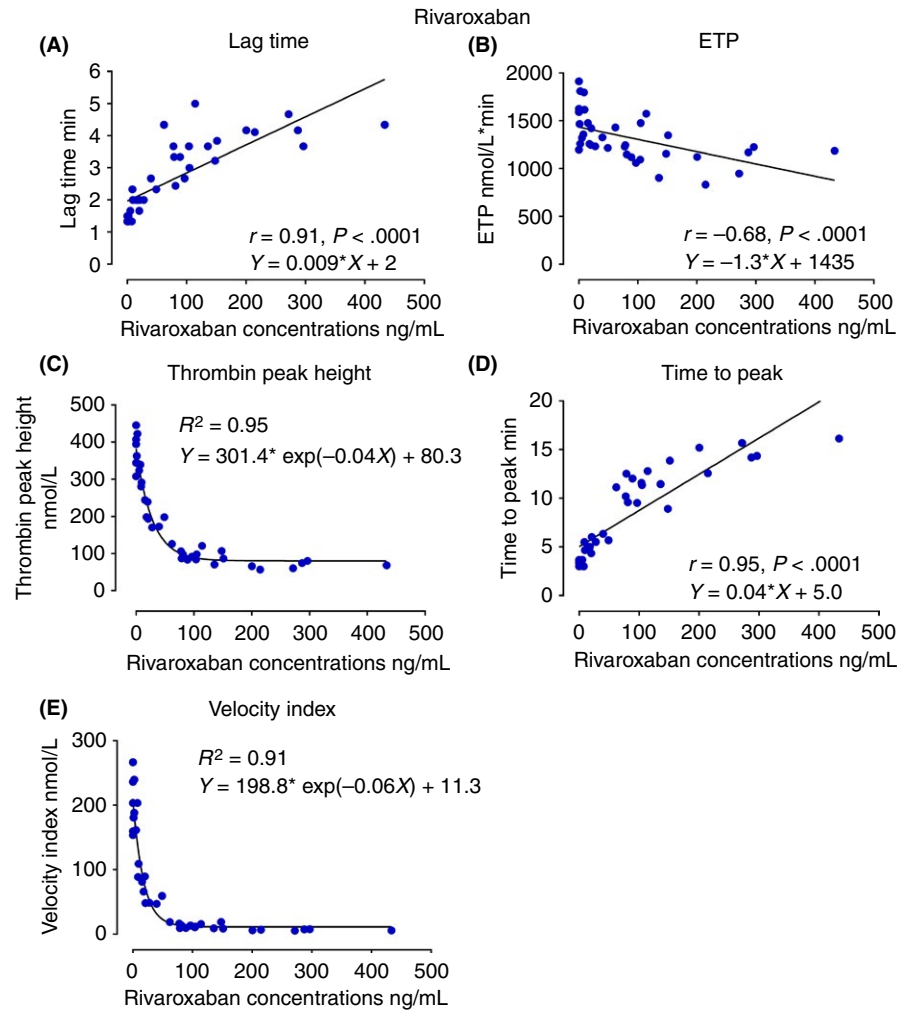 Rivaroxaban
(A)
Lag time
Lag time min
6
5
4
3
2
1
0
r = 0.91, P < .0001
Y = 0.009*X + 2
0 100 200 300 400 500
Rivaroxaban concentrations ng/mL
(B)
ETP
ETP nmol/L*min
2000
1500
1000
500
0
r = –0.68, P < .0001
Y = –1.3*X + 1435
0 100 200 300 400 500
Rivaroxaban concentrations ng/mL
(C)
Thrombin peak height
Thrombin peak height
nmol/L
500
400
300
200
100
0
R² = 0.95
Y = 301.4* exp(–0.04X) + 80.3
0 100 200 300 400 500
Rivaroxaban concentrations ng/mL
(D)
Time to peak
Time to peak min
20
15
10
5
0
r = 0.95, P < .0001
Y = 0.04*X + 5.0
0 100 200 300 400 500
Rivaroxaban concentrations ng/mL
(E)
Velocity index
Velocity index nmol/L
300
200
100
0
R² = 0.91
Y = 198.8* exp(–0.06X) + 11.3
0 100 200 300 400 500
Rivaroxaban concentrations ng/mL